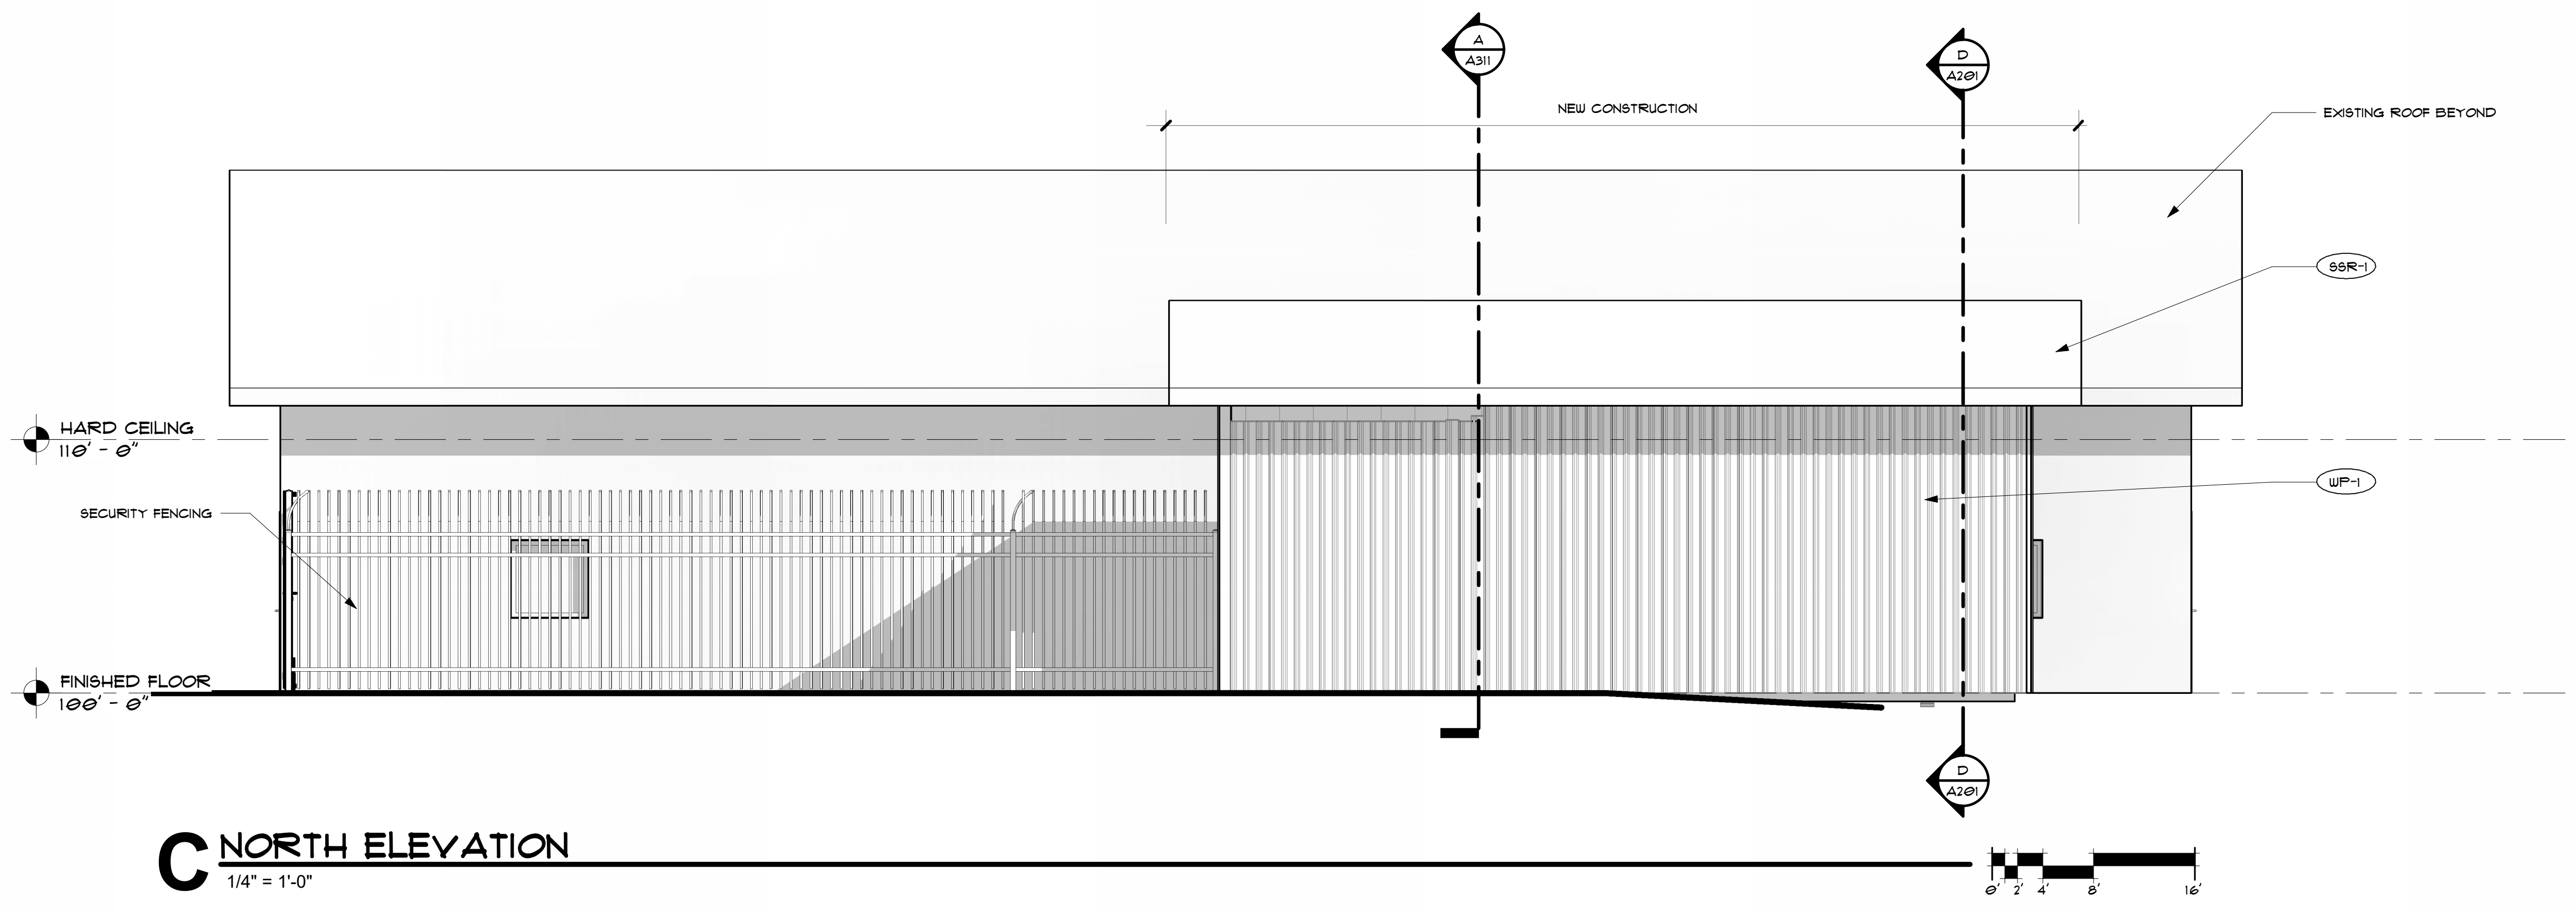 A
A311
D
A201
NEW CONSTRUCTION
EXISTING ROOF BEYOND
SSR-1
HARD CEILING
110' - 0"
WP-1
SECURITY FENCING
FINISHED FLOOR
100' - 0"
D
A201
C NORTH ELEVATION
1/4" = 1'-0"
0' 2' 4' 8' 16'